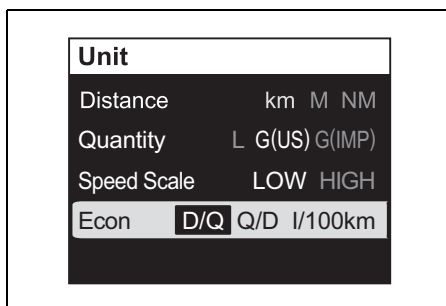 Unit
Distance km M NM
Quantity L G(US) G(IMP)
Speed Scale LOW HIGH
Econ D/Q Q/D l/100km